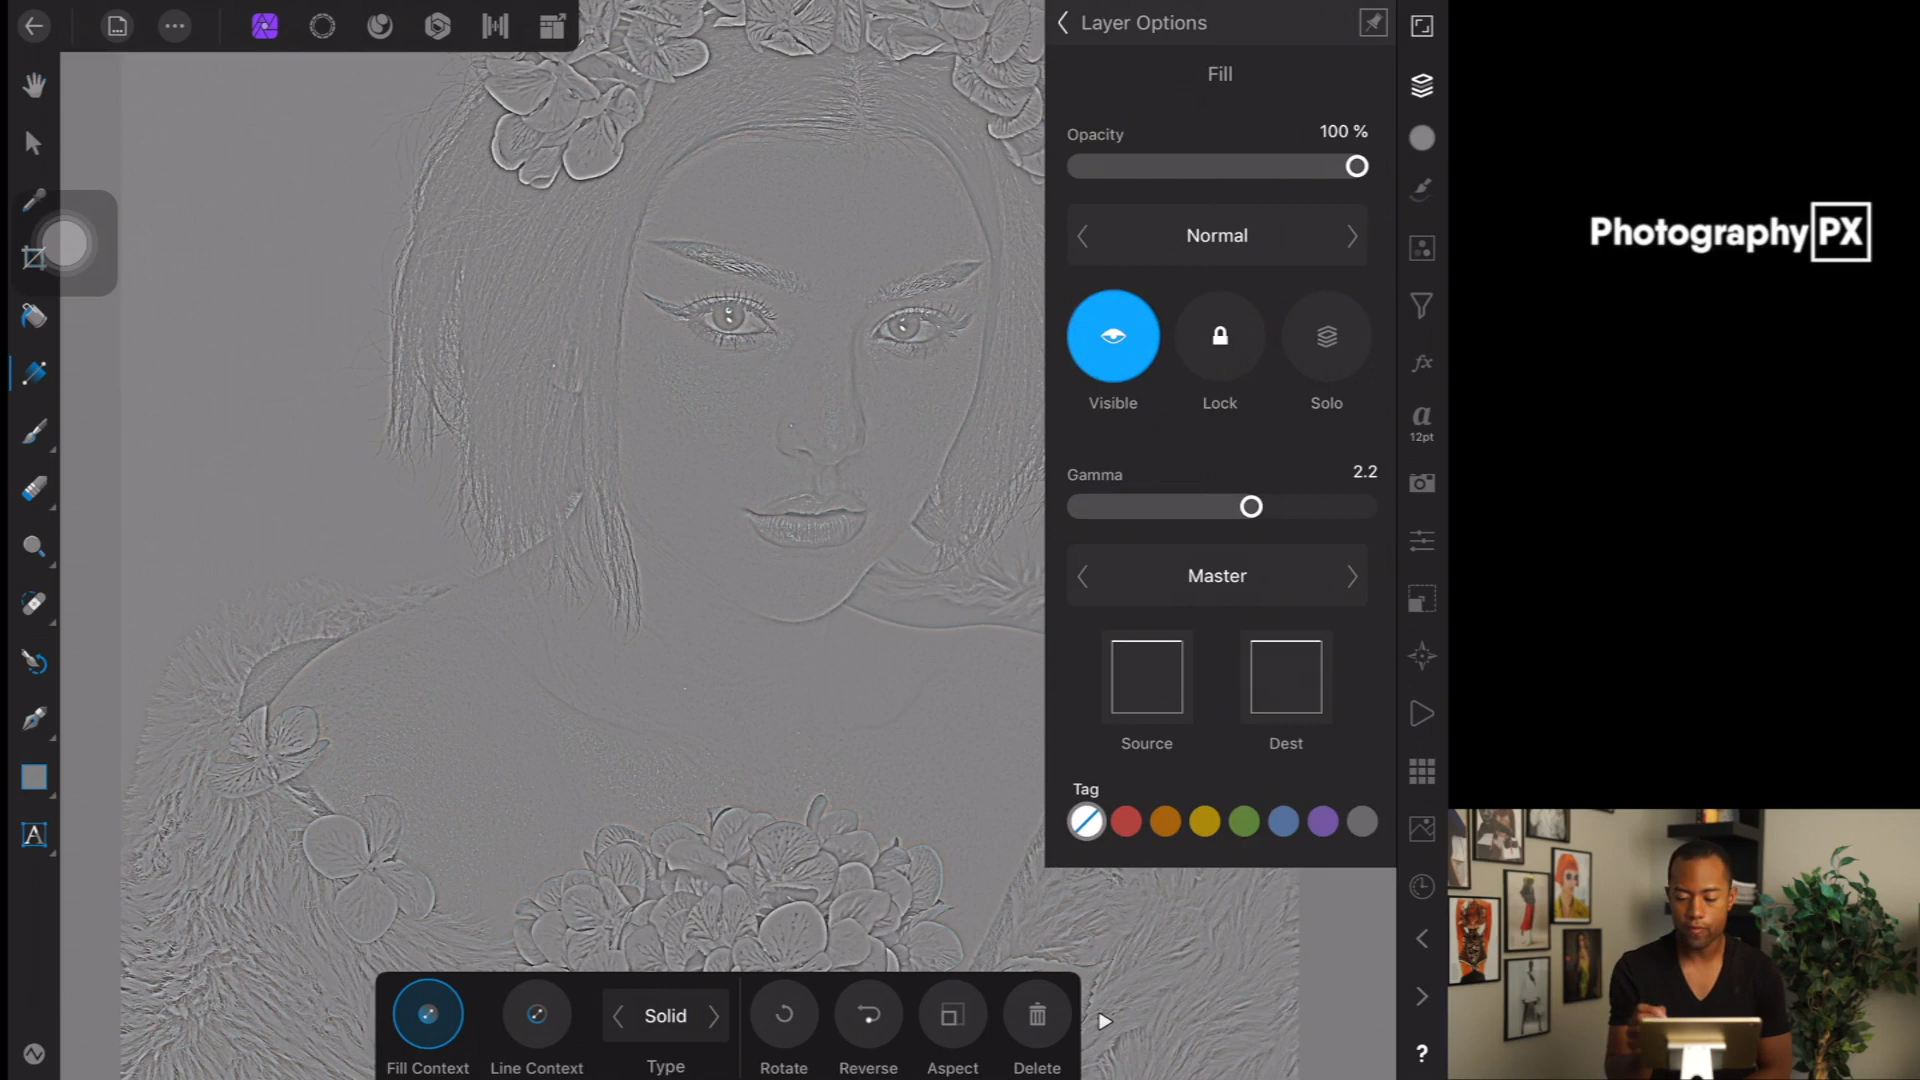 Layer Options
Fill
Opacity
100 %
Normal
Visible
Lock
Solo
Gamma
2.2
Master
Source
Dest
Tag
a
12pt
fx
A
?
Photography PX
Solid
Fill Context
Line Context
Type
Rotate
Reverse
Aspect
Delete